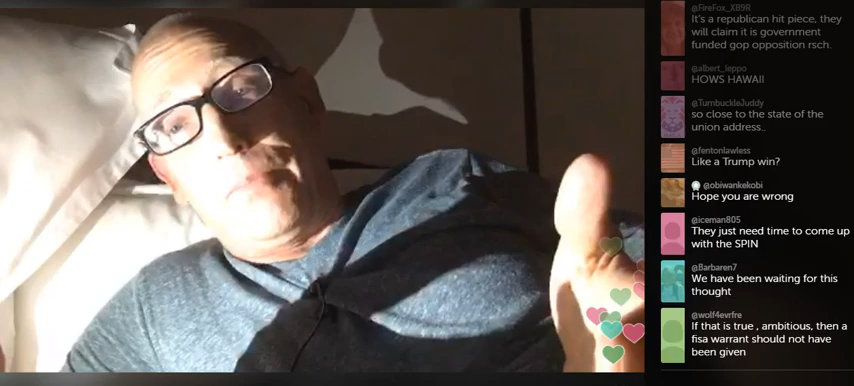 @FireFox_XB9R
It's a republican hit piece, they
will claim it is government
funded gop opposition rsch.
@albert_leppo
HOWS HAWAII
@TurnbuckleJuddy
so close to the state of the
union address..
@fentonlawless
Like a Trump win?
@obiwankekobi
Hope you are wrong
@iceman805
They just need time to come up
with the SPIN
@Barbaren7
We have been waiting for this
thought
@wolf4evrfre
If that is true , ambitious, then a
fisa warrant should not have
been given